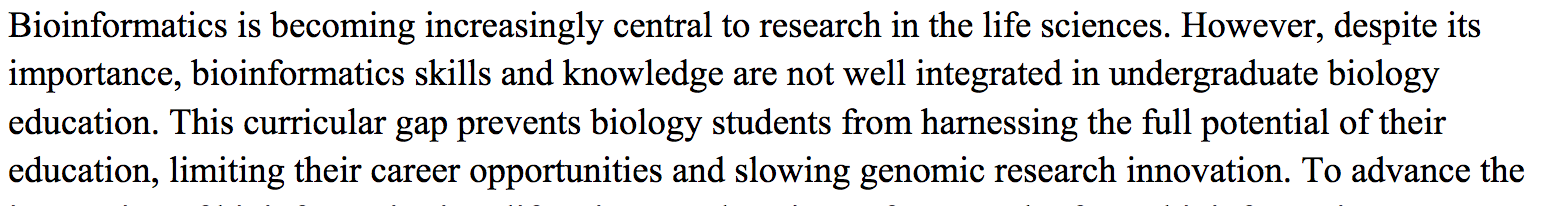 Bioinformatics is becoming increasingly central to research in the life sciences. However, despite its
importance, bioinformatics skills and knowledge are not well integrated in undergraduate biology
education. This curricular gap prevents biology students from harnessing the full potential of their
education, limiting their career opportunities and slowing genomic research innovation. To advance the